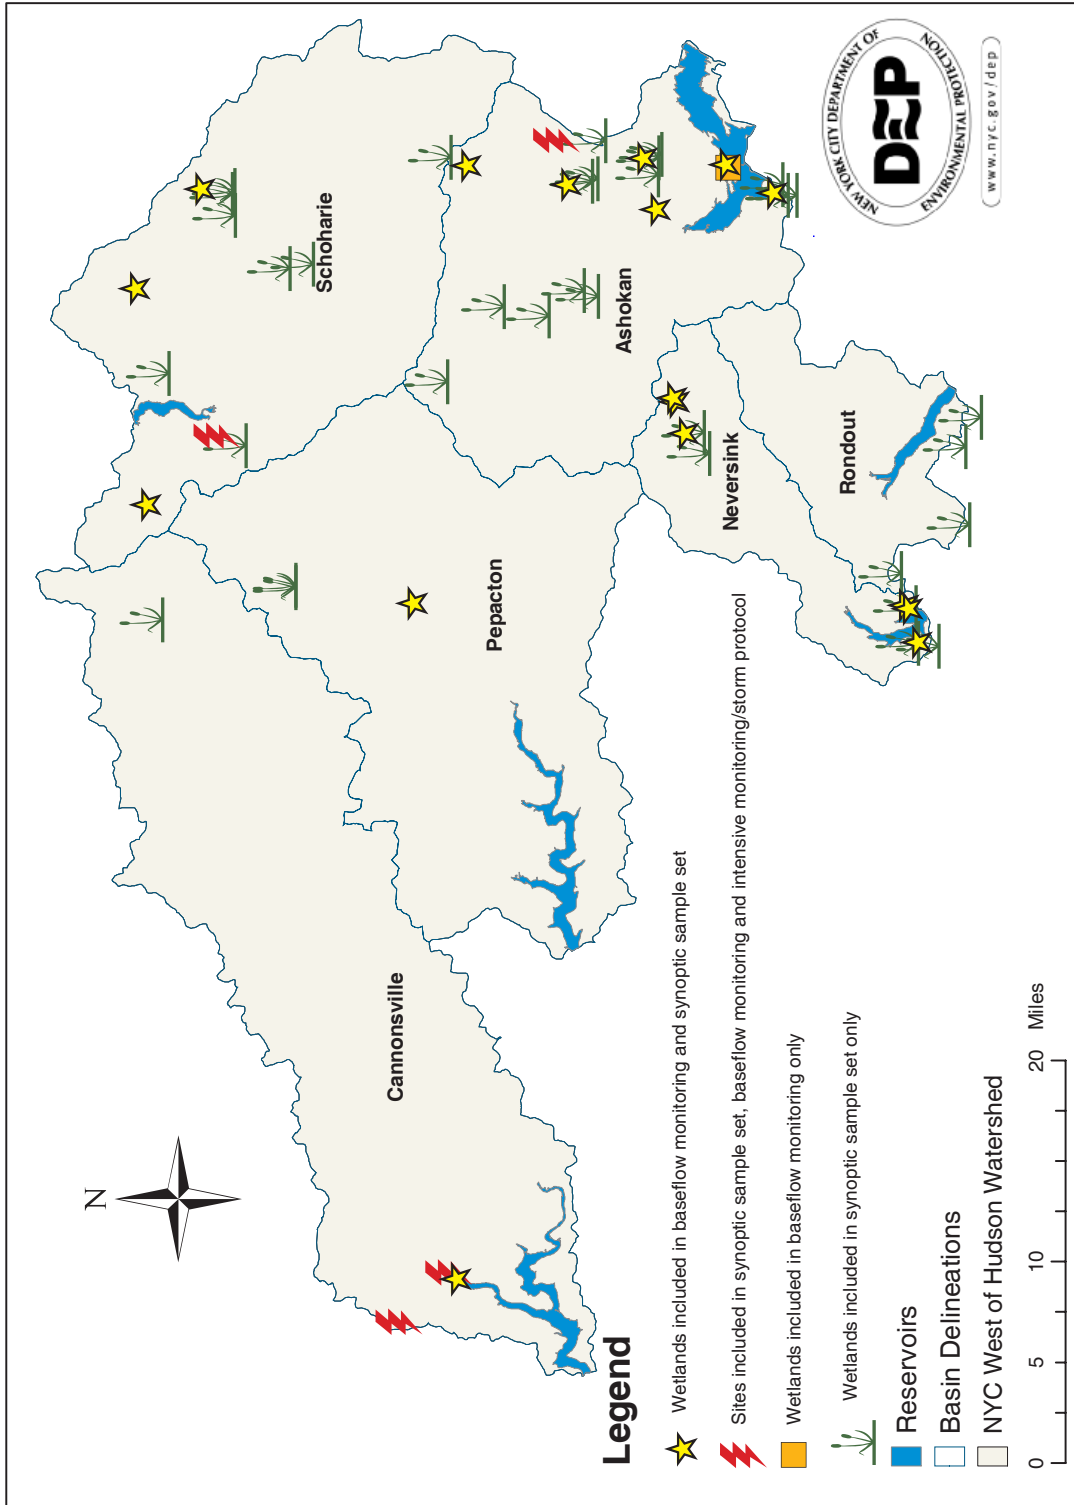 N
Cannonsville
Pepacton
Schoharie
Ashokan
Neversink
Rondout
Legend
Wetlands included in baseflow monitoring and synoptic sample set
Sites included in synoptic sample set, baseflow monitoring and intensive monitoring/storm protocol
Wetlands included in baseflow monitoring only
Wetlands included in synoptic sample set only
Reservoirs
Basin Delineations
NYC West of Hudson Watershed
0 5 10 20 Miles
NEW YORK CITY DEPARTMENT OF
DEP
ENVIRONMENTAL PROTECTION
www.nyc.gov/dep